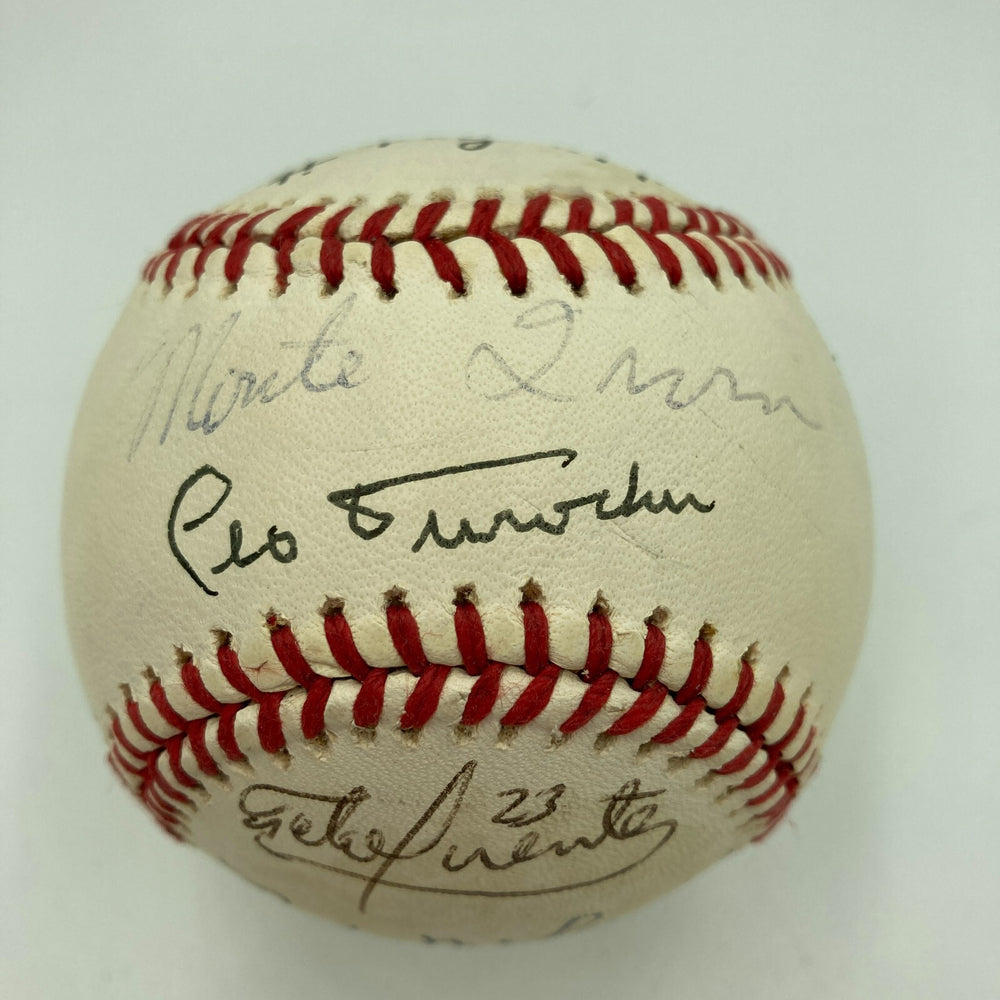 Monte Irvin
Leo Durocher
Tito Fuentes 23